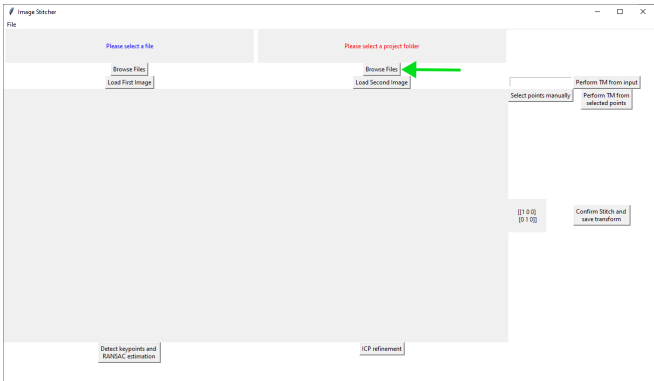 Image Stitcher
File
Please select a file
Please select a project folder
Browse Files
Browse Files
Load First Image
Load Second Image
Perform TM from input
Select points manually
Perform TM from
selected points
[[1 0 0]
[0 1 0]]
Confirm Stitch and
save transform
Detect keypoints and
RANSAC estimation
ICP refinement